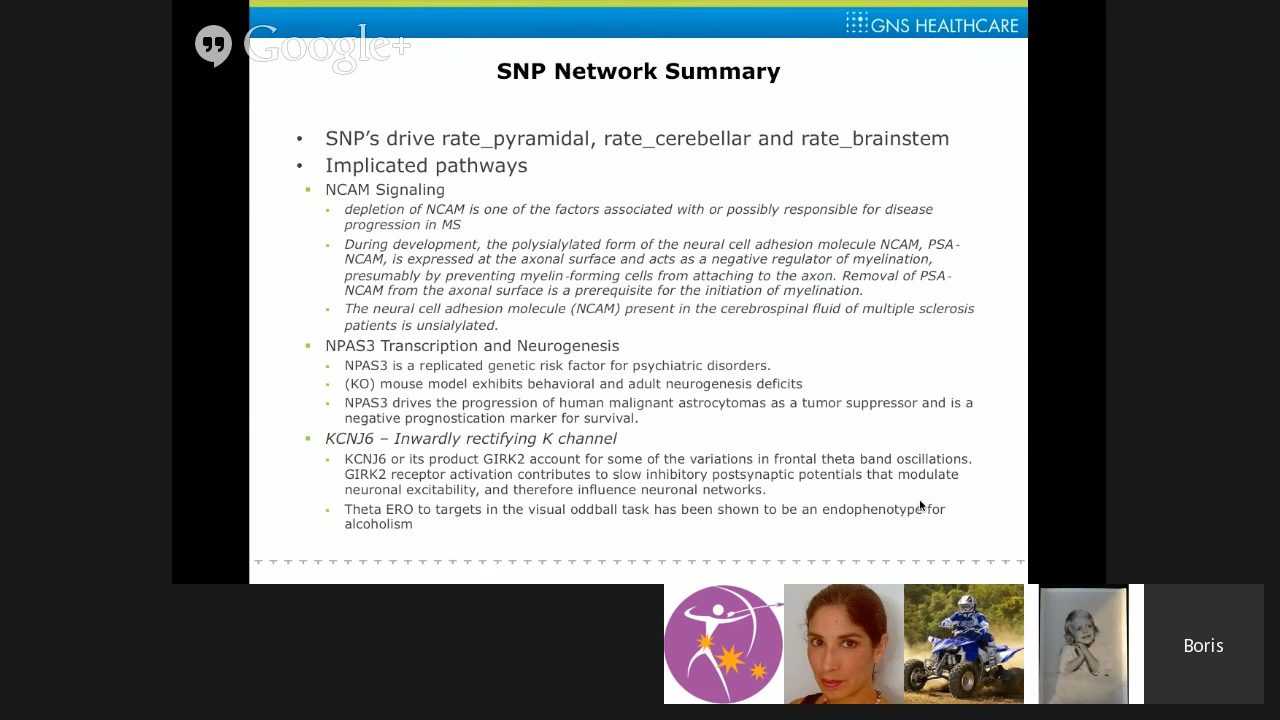 GNS HEALTHCARE
Google+
SNP Network Summary
• SNP's drive rate_pyramidal, rate_cerebellar and rate_brainstem
• Implicated pathways
▪ NCAM Signaling
▪ depletion of NCAM is one of the factors associated with or possibly responsible for disease
progression in MS
▪ During development, the polysialylated form of the neural cell adhesion molecule NCAM, PSA-
NCAM, is expressed at the axonal surface and acts as a negative regulator of myelination,
presumably by preventing myelin-forming cells from attaching to the axon. Removal of PSA-
NCAM from the axonal surface is a prerequisite for the initiation of myelination.
▪ The neural cell adhesion molecule (NCAM) present in the cerebrospinal fluid of multiple sclerosis
patients is unsialylated.
▪ NPAS3 Transcription and Neurogenesis
▪ NPAS3 is a replicated genetic risk factor for psychiatric disorders.
▪ (KO) mouse model exhibits behavioral and adult neurogenesis deficits
▪ NPAS3 drives the progression of human malignant astrocytomas as a tumor suppressor and is a
negative prognostication marker for survival.
▪ KCNJ6 – Inwardly rectifying K channel
▪ KCNJ6 or its product GIRK2 account for some of the variations in frontal theta band oscillations.
GIRK2 receptor activation contributes to slow inhibitory postsynaptic potentials that modulate
neuronal excitability, and therefore influence neuronal networks.
▪ Theta ERO to targets in the visual oddball task has been shown to be an endophenotype for
alcoholism
Boris